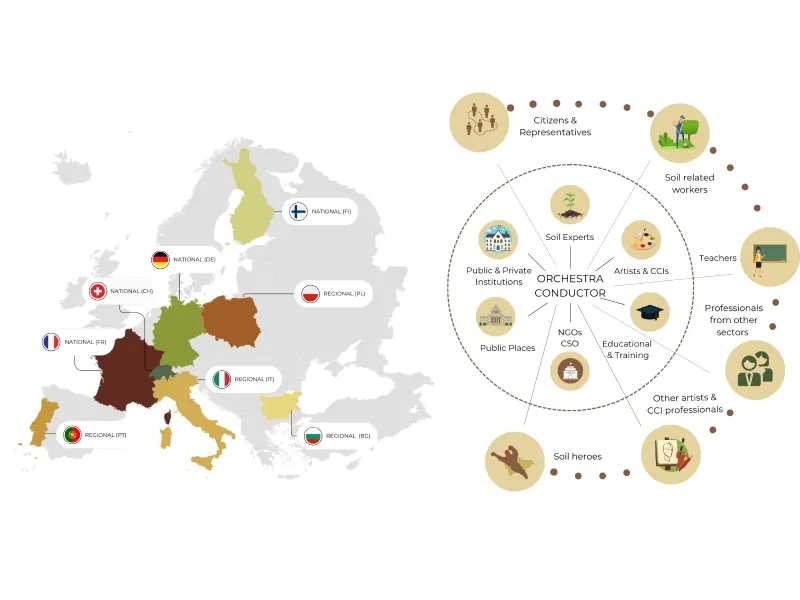 NATIONAL (FI)
NATIONAL (DE)
NATIONAL (CH)
REGIONAL (PL)
NATIONAL (FR)
REGIONAL (IT)
REGIONAL (PT)
REGIONAL (BG)
Citizens &
Representatives
Soil related
workers
Soil Experts
Artists & CCIs
Teachers
Public & Private
Institutions
ORCHESTRA
CONDUCTOR
Professionals
from other
sectors
Public Places
NGOs
CSO
Educational
& Training
Other artists &
CCI professionals
Soil heroes